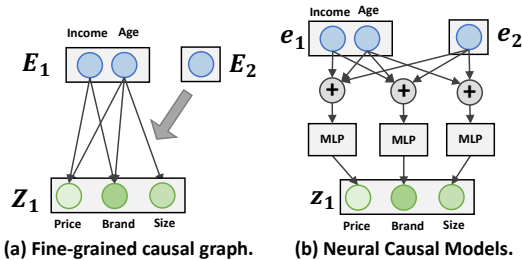 Income Age
E1
E2
Z1
Price Brand Size
(a) Fine-grained causal graph.
Income Age
e1
e2
+ + +
MLP MLP MLP
z1
Price Brand Size
(b) Neural Causal Models.